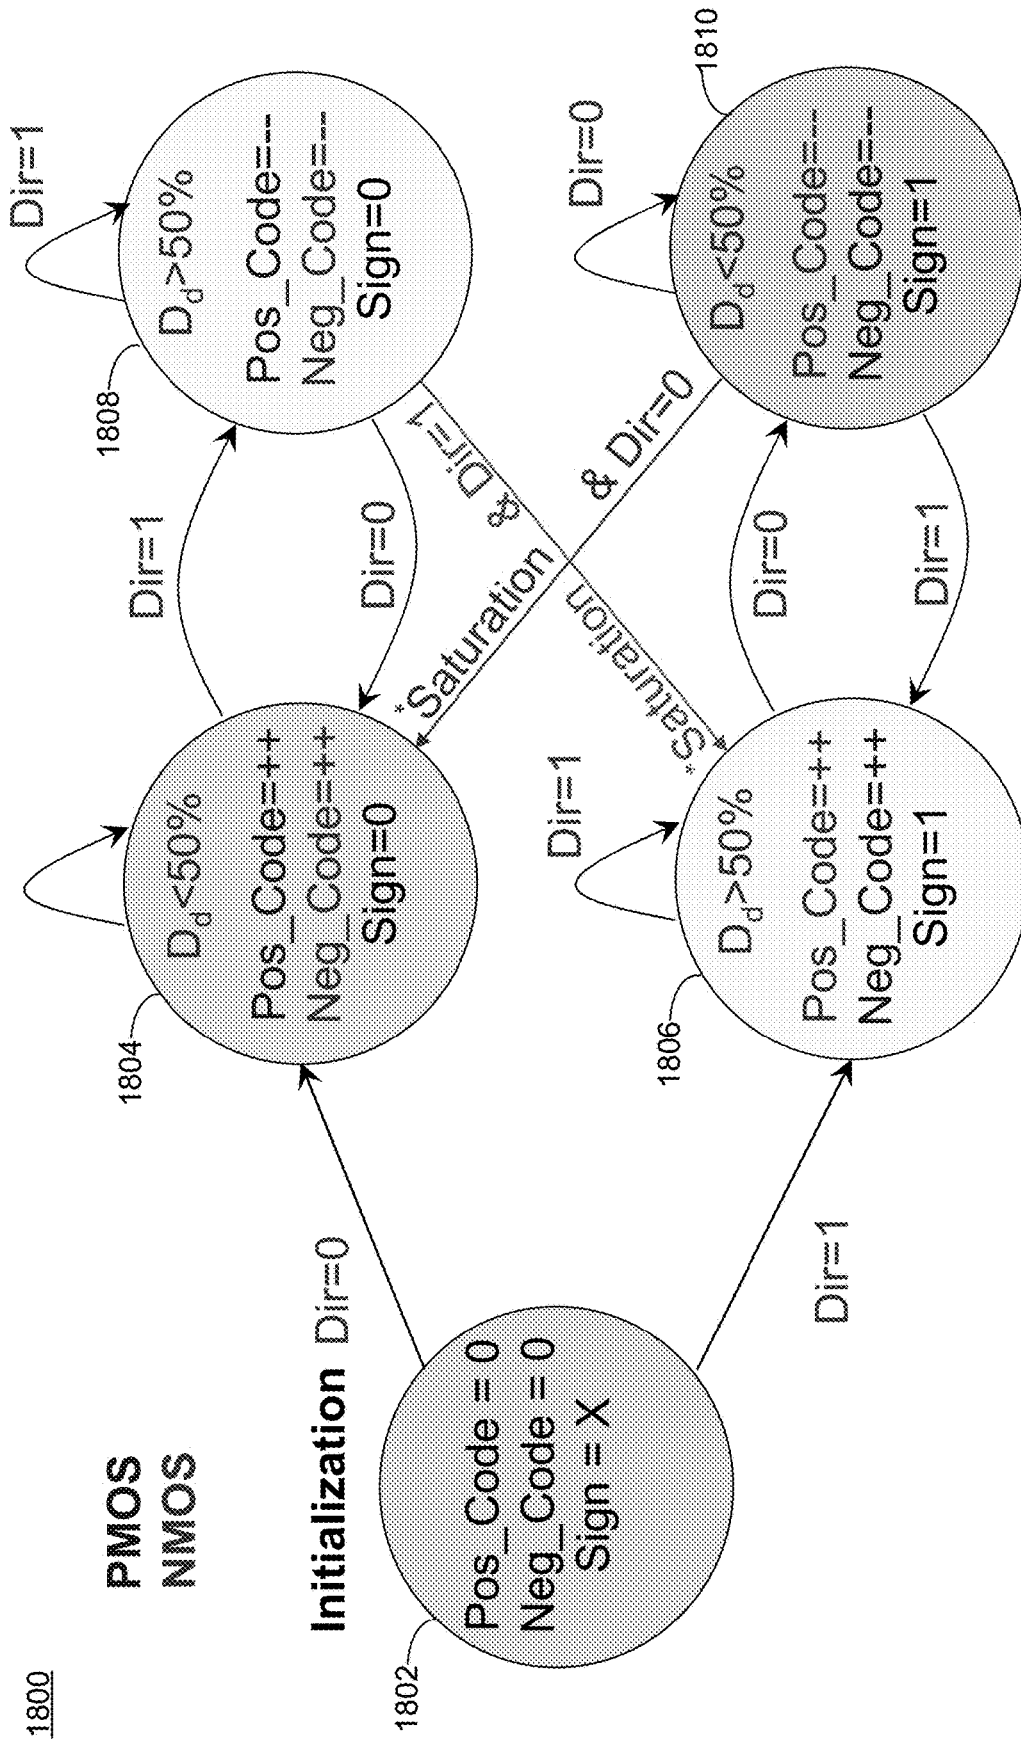 1800
PMOS
NMOS
Initialization
Dir=0
1802
Pos_Code = 0
Neg_Code = 0
Sign = X
Dir=1
1804
D_d<50%
Pos_Code=++
Neg_Code=++
Sign=0
Dir=1
Dir=0
1808
D_d>50%
Pos_Code=--
Neg_Code=--
Sign=0
Dir=1
*Saturation & Dir=0
*Saturation & Dir=1
1806
D_d>50%
Pos_Code=++
Neg_Code=++
Sign=1
Dir=1
Dir=0
Dir=1
1810
D_d<50%
Pos_Code=--
Neg_Code=--
Sign=1
Dir=0